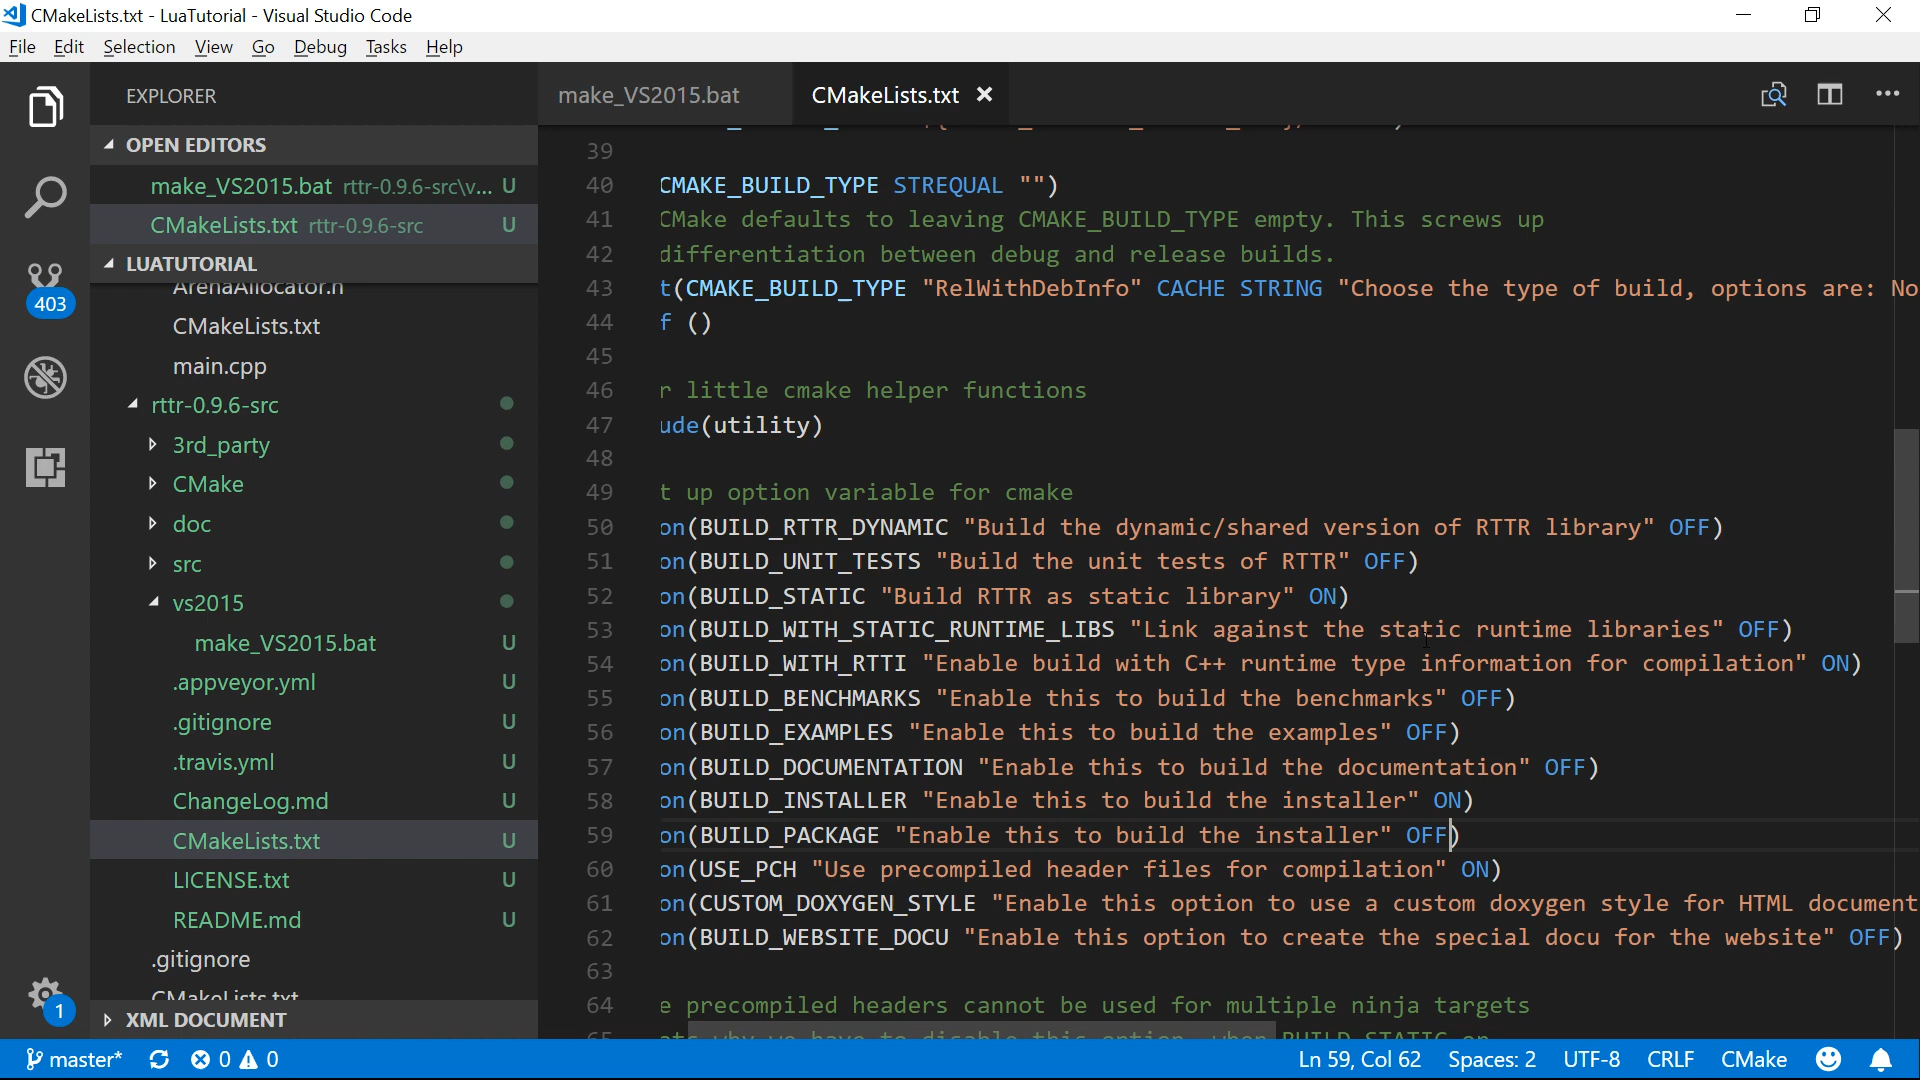 CMakeLists.txt - LuaTutorial - Visual Studio Code
File Edit Selection View Go Debug Tasks Help
EXPLORER
OPEN EDITORS
make_VS2015.bat rttr-0.9.6-src\v... U
CMakeLists.txt rttr-0.9.6-src U
LUATUTORIAL
ArenaAllocator.h
CMakeLists.txt
main.cpp
rttr-0.9.6-src
3rd_party
CMake
doc
src
vs2015
make_VS2015.bat U
.appveyor.yml U
.gitignore U
.travis.yml U
ChangeLog.md U
CMakeLists.txt U
LICENSE.txt U
README.md U
.gitignore
CMakeLists.txt
XML DOCUMENT
403
1
make_VS2015.bat CMakeLists.txt
39
40 CMAKE_BUILD_TYPE STREQUAL "")
41 CMake defaults to leaving CMAKE_BUILD_TYPE empty. This screws up
42 differentiation between debug and release builds.
43 t(CMAKE_BUILD_TYPE "RelWithDebInfo" CACHE STRING "Choose the type of build, options are: No
44 f ()
45
46 r little cmake helper functions
47 ude(utility)
48
49 t up option variable for cmake
50 on(BUILD_RTTR_DYNAMIC "Build the dynamic/shared version of RTTR library" OFF)
51 on(BUILD_UNIT_TESTS "Build the unit tests of RTTR" OFF)
52 on(BUILD_STATIC "Build RTTR as static library" ON)
53 on(BUILD_WITH_STATIC_RUNTIME_LIBS "Link against the static runtime libraries" OFF)
54 on(BUILD_WITH_RTTI "Enable build with C++ runtime type information for compilation" ON)
55 on(BUILD_BENCHMARKS "Enable this to build the benchmarks" OFF)
56 on(BUILD_EXAMPLES "Enable this to build the examples" OFF)
57 on(BUILD_DOCUMENTATION "Enable this to build the documentation" OFF)
58 on(BUILD_INSTALLER "Enable this to build the installer" ON)
59 on(BUILD_PACKAGE "Enable this to build the installer" OFF)
60 on(USE_PCH "Use precompiled header files for compilation" ON)
61 on(CUSTOM_DOXYGEN_STYLE "Enable this option to use a custom doxygen style for HTML document
62 on(BUILD_WEBSITE_DOCU "Enable this option to create the special docu for the website" OFF)
63
64 e precompiled headers cannot be used for multiple ninja targets
65 why we have to disable this option, when BUILD_STATIC
master* 0 0 Ln 59, Col 62 Spaces: 2 UTF-8 CRLF CMake